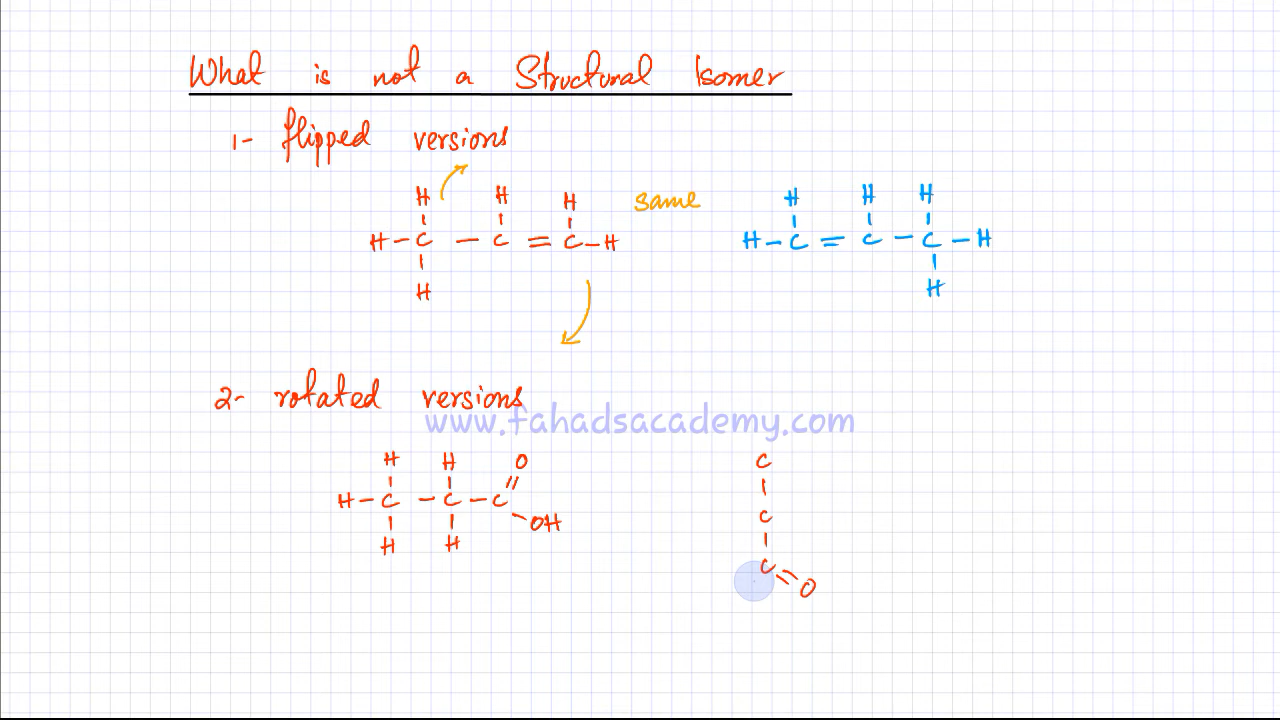 What is not a Structural Isomer
1- flipped versions
H H H same H H H
H-C-C=C-H H-C=C-C-H
H H
2- rotated versions
www.fahadsacademy.com
H H O C
H-C-C-C C
OH
H H C=O